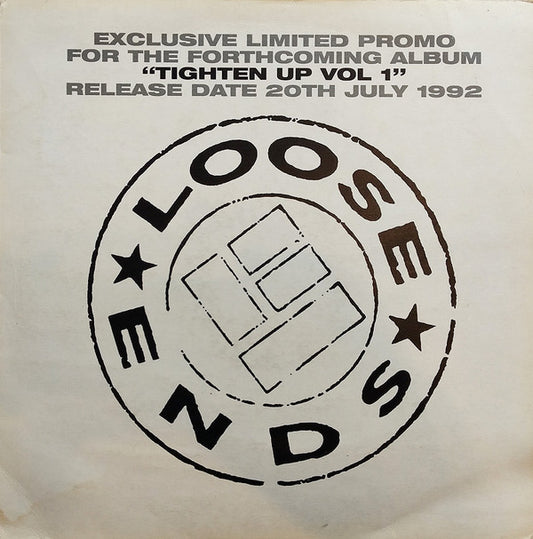 EXCLUSIVE LIMITED PROMO
FOR THE FORTHCOMING ALBUM
“TIGHTEN UP VOL 1”
RELEASE DATE 20TH JULY 1992
LOOSE
ENDS